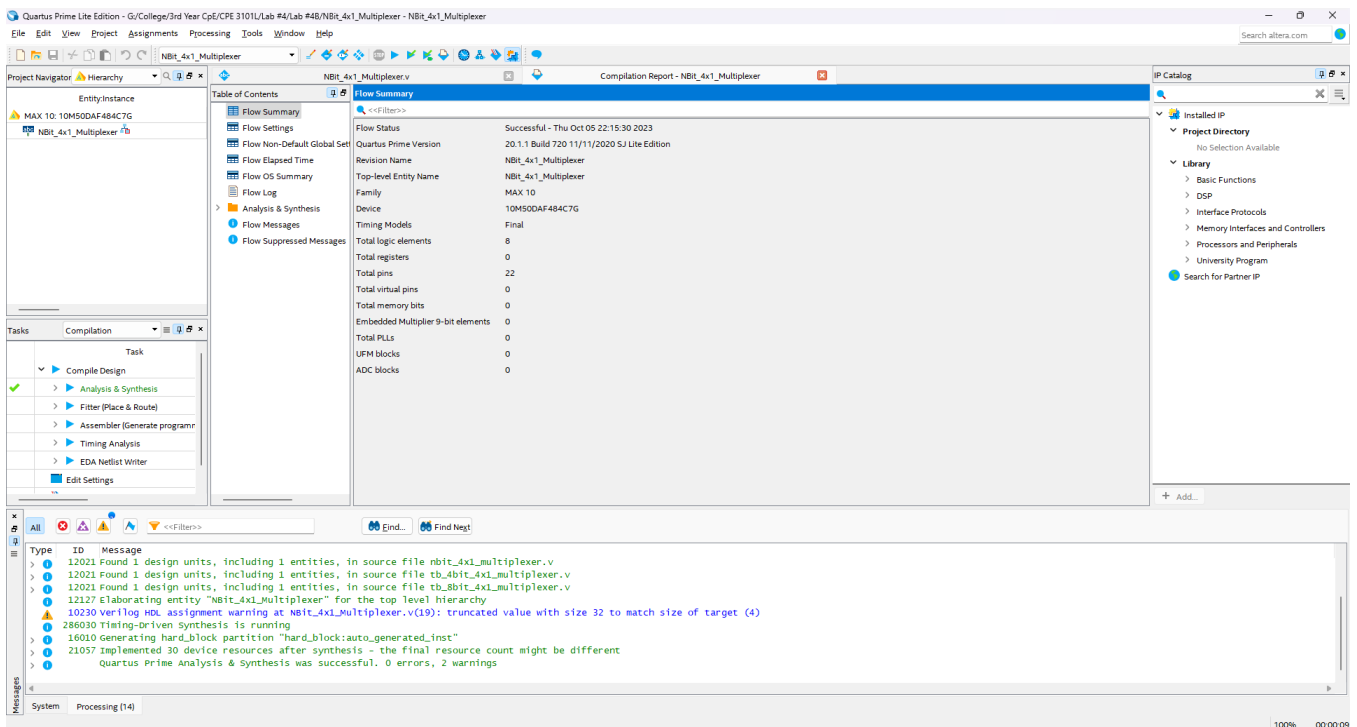 Quartus Prime Lite Edition - G:/College/3rd Year CpE/CPE 3101L/Lab #4/Lab #4B/NBit_4x1_Multiplexer - NBit_4x1_Multiplexer
File Edit View Project Assignments Processing Tools Window Help
Search altera.com
NBit_4x1_Multiplexer
Project Navigator Hierarchy
Entity:Instance
MAX 10: 10M50DAF484C7G
NBit_4x1_Multiplexer
NBit_4x1_Multiplexer.v
Compilation Report - NBit_4x1_Multiplexer
Table of Contents
Flow Summary
Flow Settings
Flow Non-Default Global Set
Flow Elapsed Time
Flow OS Summary
Flow Log
Analysis & Synthesis
Flow Messages
Flow Suppressed Messages
Flow Summary
<<Filter>>
Flow Status Successful - Thu Oct 05 22:15:30 2023
Quartus Prime Version 20.1.1 Build 720 11/11/2020 SJ Lite Edition
Revision Name NBit_4x1_Multiplexer
Top-level Entity Name NBit_4x1_Multiplexer
Family MAX 10
Device 10M50DAF484C7G
Timing Models Final
Total logic elements 8
Total registers 0
Total pins 22
Total virtual pins 0
Total memory bits 0
Embedded Multiplier 9-bit elements 0
Total PLLs 0
UFM blocks 0
ADC blocks 0
IP Catalog
Installed IP
Project Directory
No Selection Available
Library
Basic Functions
DSP
Interface Protocols
Memory Interfaces and Controllers
Processors and Peripherals
University Program
Search for Partner IP
+ Add...
Tasks Compilation
Task
Compile Design
Analysis & Synthesis
Fitter (Place & Route)
Assembler (Generate programm
Timing Analysis
EDA Netlist Writer
Edit Settings
All <<Filter>> Find... Find Next
Type ID Message
12021 Found 1 design units, including 1 entities, in source file nbit_4x1_multiplexer.v
12021 Found 1 design units, including 1 entities, in source file tb_4bit_4x1_multiplexer.v
12021 Found 1 design units, including 1 entities, in source file tb_8bit_4x1_multiplexer.v
12127 Elaborating entity "NBit_4x1_Multiplexer" for the top level hierarchy
10230 Verilog HDL assignment warning at NBit_4x1_Multiplexer.v(19): truncated value with size 32 to match size of target (4)
286030 Timing-Driven Synthesis is running
16010 Generating hard_block partition "hard_block:auto_generated_inst"
21057 Implemented 30 device resources after synthesis - the final resource count might be different
Quartus Prime Analysis & Synthesis was successful. 0 errors, 2 warnings
Messages
System Processing (14)
100% 00:00:09